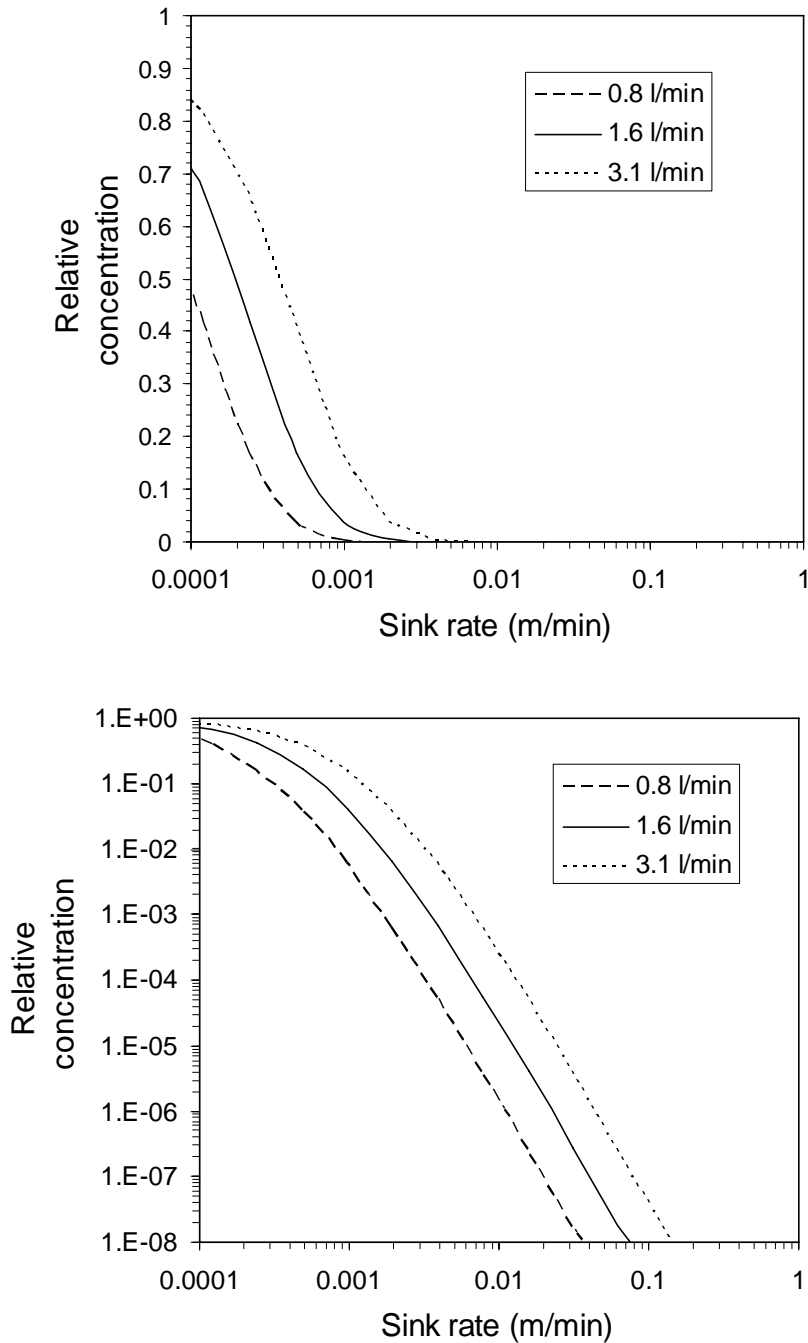 1
0.9
0.8
0.7
0.6
0.5
0.4
0.3
0.2
0.1
0
Relative
concentration
0.8 l/min
1.6 l/min
3.1 l/min
0.0001 0.001 0.01 0.1 1
Sink rate (m/min)
1.E+00
1.E-01
1.E-02
1.E-03
1.E-04
1.E-05
1.E-06
1.E-07
1.E-08
Relative
concentration
0.8 l/min
1.6 l/min
3.1 l/min
0.0001 0.001 0.01 0.1 1
Sink rate (m/min)